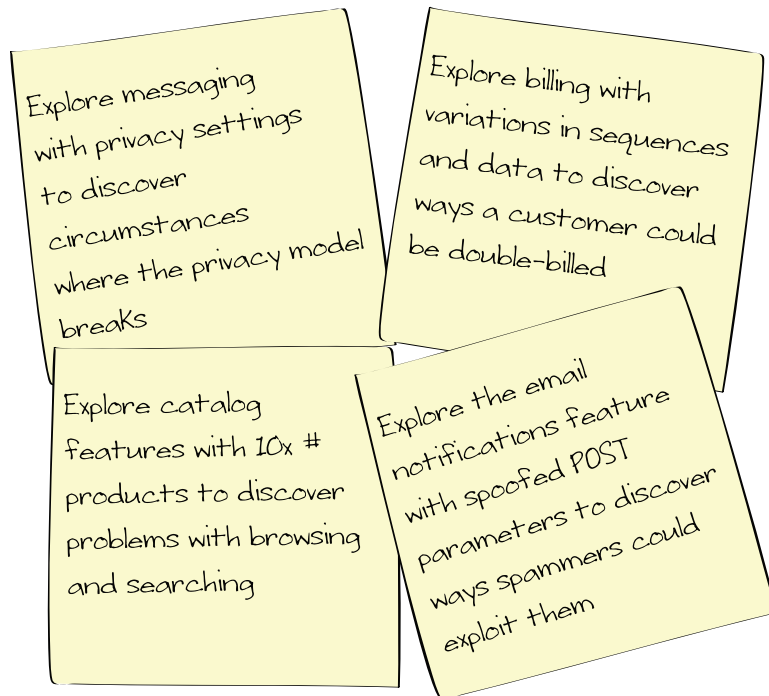 Explore messaging
with privacy settings
to discover
circumstances
where the privacy model
breaks
Explore billing with
variations in sequences
and data to discover
ways a customer could
be double-billed
Explore catalog
features with 10x #
products to discover
problems with browsing
and searching
Explore the email
notifications feature
with spoofed POST
parameters to discover
ways spammers could
exploit them